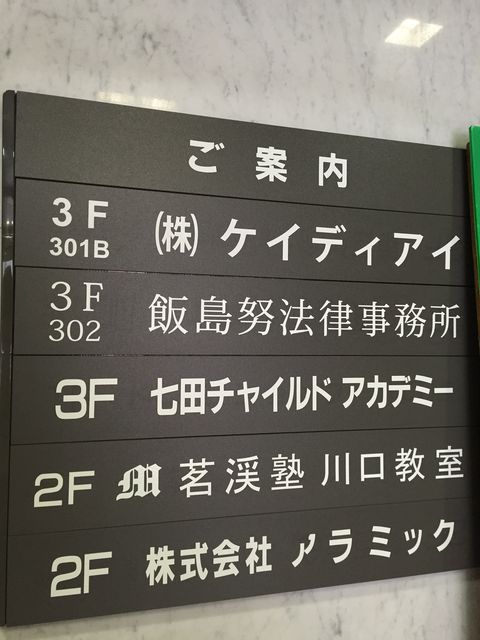 ご案内
3F 301B ㈱ ケイディアイ
3F 302 飯島努法律事務所
3F 七田チャイルド アカデミー
2F M 茗渓塾 川口教室
2F 株式会社 アラミック